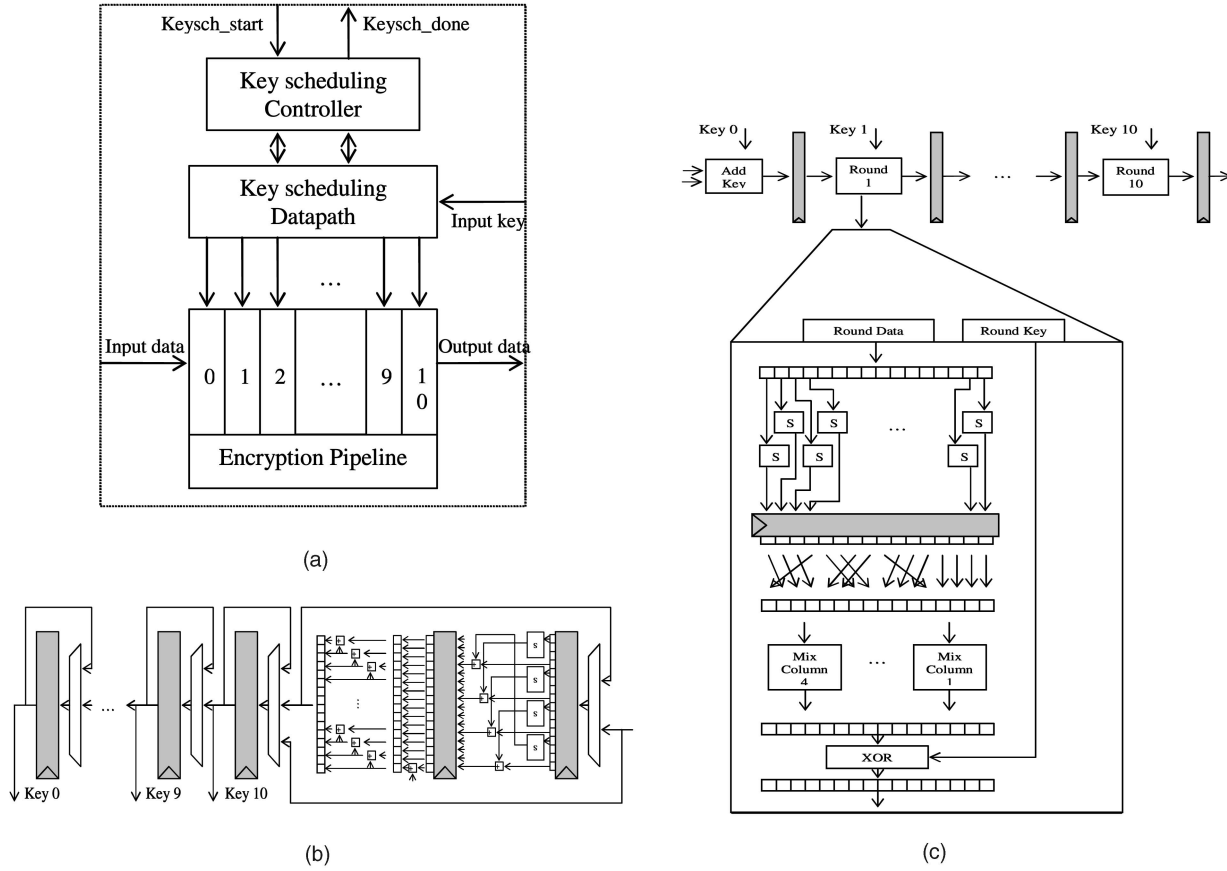 Keysch_start
Keysch_done
Key scheduling
Controller
Key scheduling
Datapath
Input key
...
Input data
Output data
0
1
2
...
9
1
0
Encryption Pipeline
(a)
...
Key 0
Key 9
Key 10
+
+
+
...
+
+
+
+
+
+
+
+
s
s
s
s
(b)
Key 0
Key 1
Key 10
Add
Key
Round
1
...
Round
10
Round Data
Round Key
S
S
S
...
S
S
S
Mix
Column
4
...
Mix
Column
1
XOR
(c)